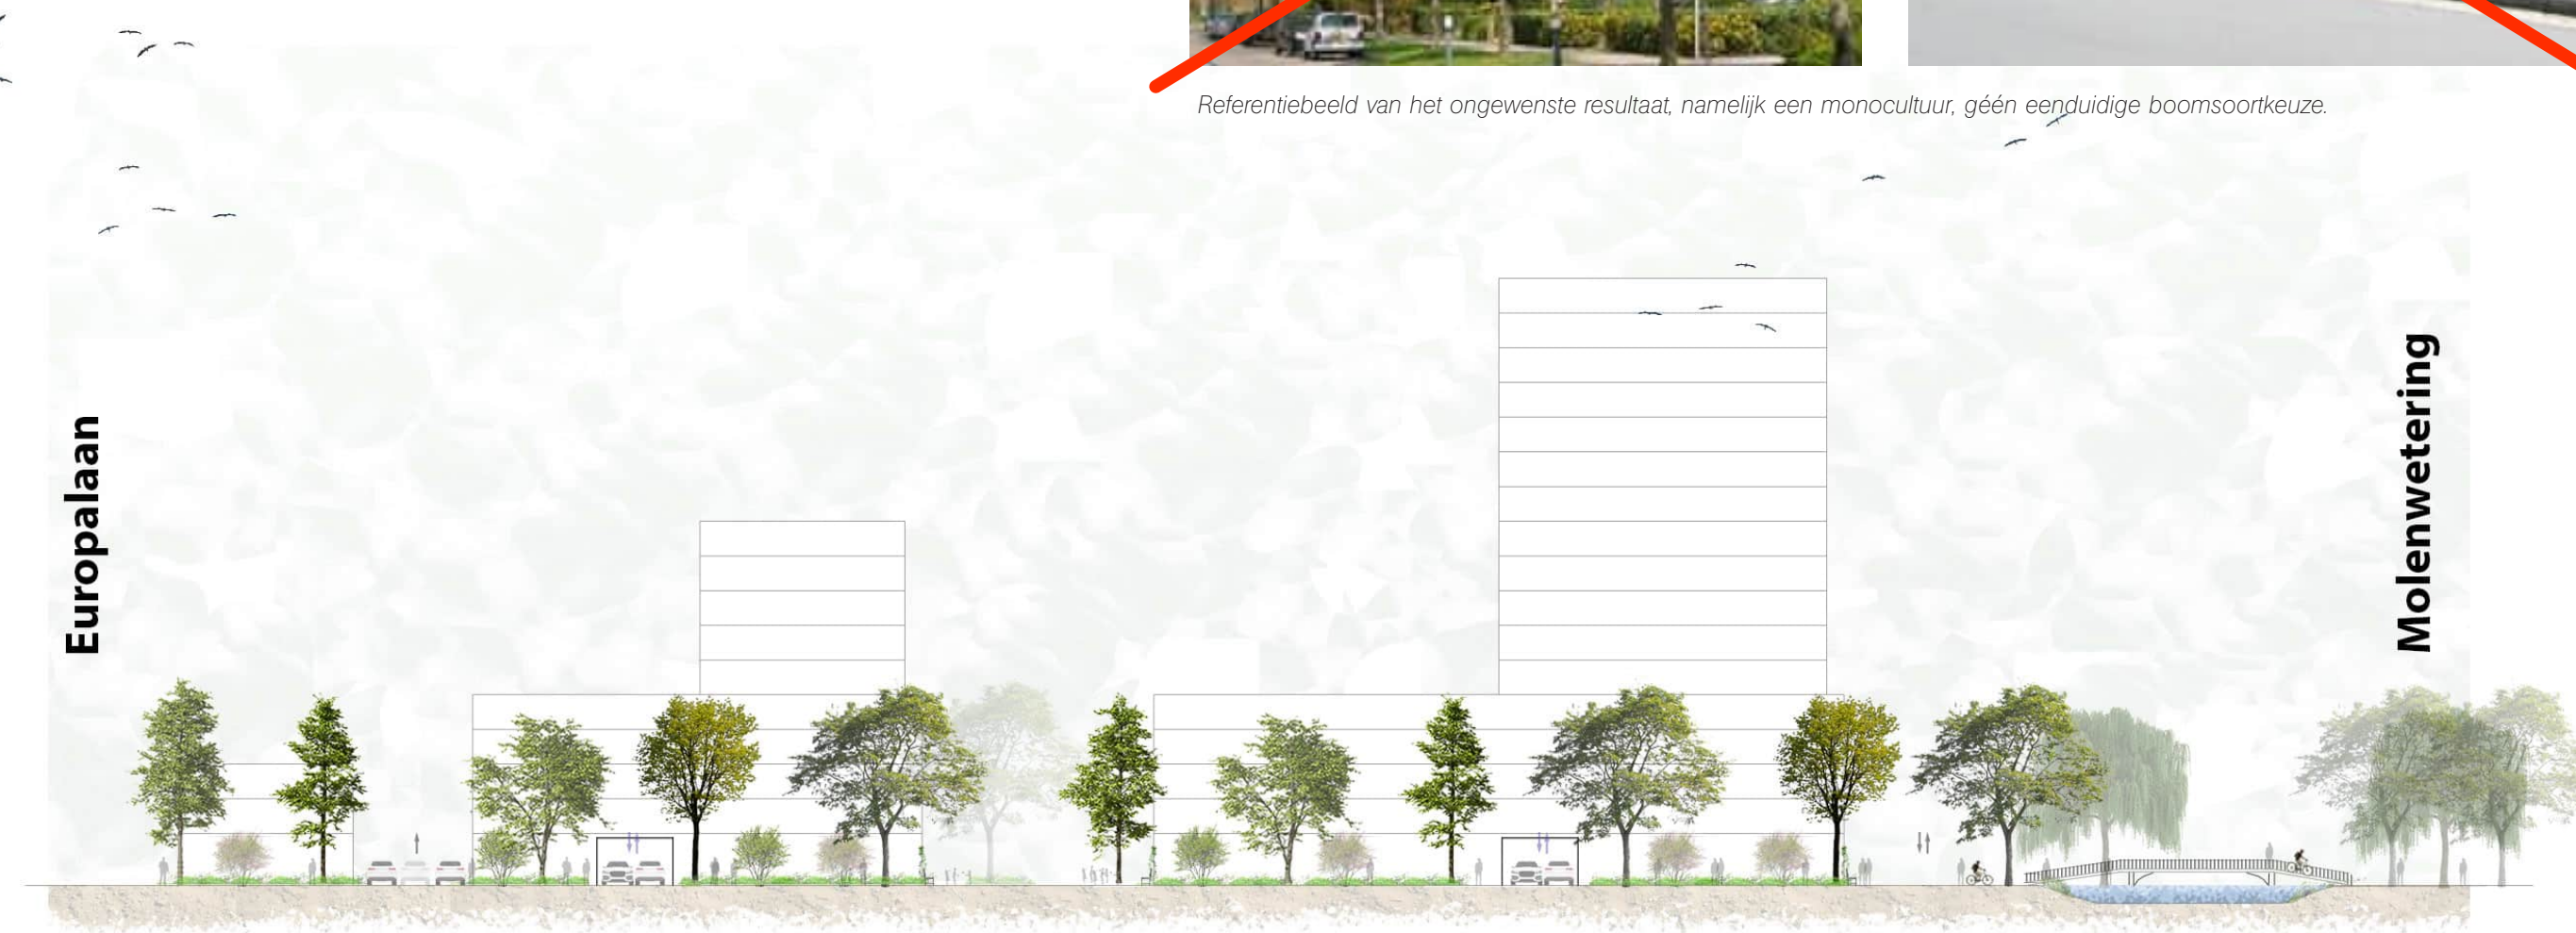 Referentiebeeld van het ongewenste resultaat, namelijk een monocultuur, géén eenduidige boomsoortkeuze.
Europalaan
Molenwetering